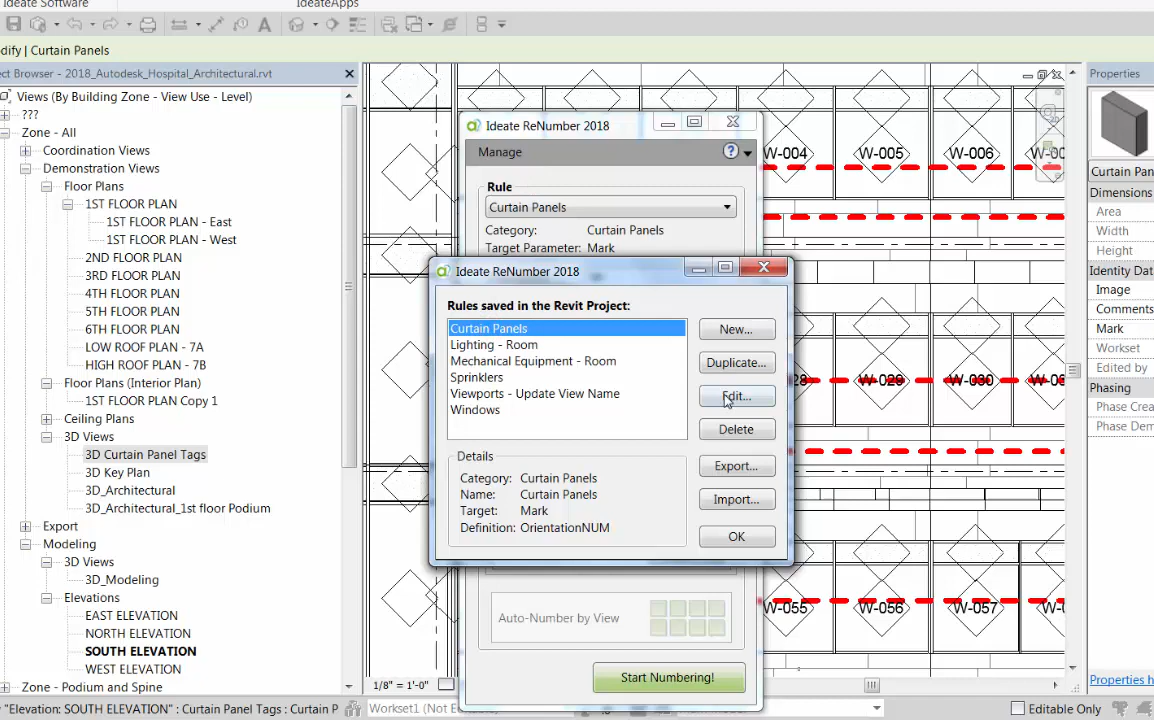 Ideate Software
IdeateApps
dify | Curtain Panels
ect Browser - 2018_Autodesk_Hospital_Architectural.rvt
Views (By Building Zone - View Use - Level)
???
Zone - All
Coordination Views
Demonstration Views
Floor Plans
1ST FLOOR PLAN
1ST FLOOR PLAN - East
1ST FLOOR PLAN - West
2ND FLOOR PLAN
3RD FLOOR PLAN
4TH FLOOR PLAN
5TH FLOOR PLAN
6TH FLOOR PLAN
LOW ROOF PLAN - 7A
HIGH ROOF PLAN - 7B
Floor Plans (Interior Plan)
1ST FLOOR PLAN Copy 1
Ceiling Plans
3D Views
3D Curtain Panel Tags
3D Key Plan
3D_Architectural
3D_Architectural_1st floor Podium
Export
Modeling
3D Views
3D_Modeling
Elevations
EAST ELEVATION
NORTH ELEVATION
SOUTH ELEVATION
WEST ELEVATION
Zone - Podium and Spine
"Elevation: SOUTH ELEVATION" : Curtain Panel Tags : Curtain P
Ideate ReNumber 2018
Manage
Rule
Curtain Panels
Category: Curtain Panels
Target Parameter: Mark
Ideate ReNumber 2018
Rules saved in the Revit Project:
Curtain Panels
Lighting - Room
Mechanical Equipment - Room
Sprinklers
Viewports - Update View Name
Windows
New...
Duplicate...
Edit...
Delete
Export...
Import...
OK
Details
Category: Curtain Panels
Name: Curtain Panels
Target: Mark
Definition: OrientationNUM
Auto-Number by View
Start Numbering!
1/8" = 1'-0"
Workset1 (Not Edit
W-004 W-005 W-006 W-00
28 W-029 W-030 W-03
W-055 W-056 W-057 W-0
Properties
Curtain Pan
Dimensions
Area
Width
Height
Identity Dat
Image
Comments
Mark
Workset
Edited by
Phasing
Phase Crea
Phase Dem
Properties h
Editable Only